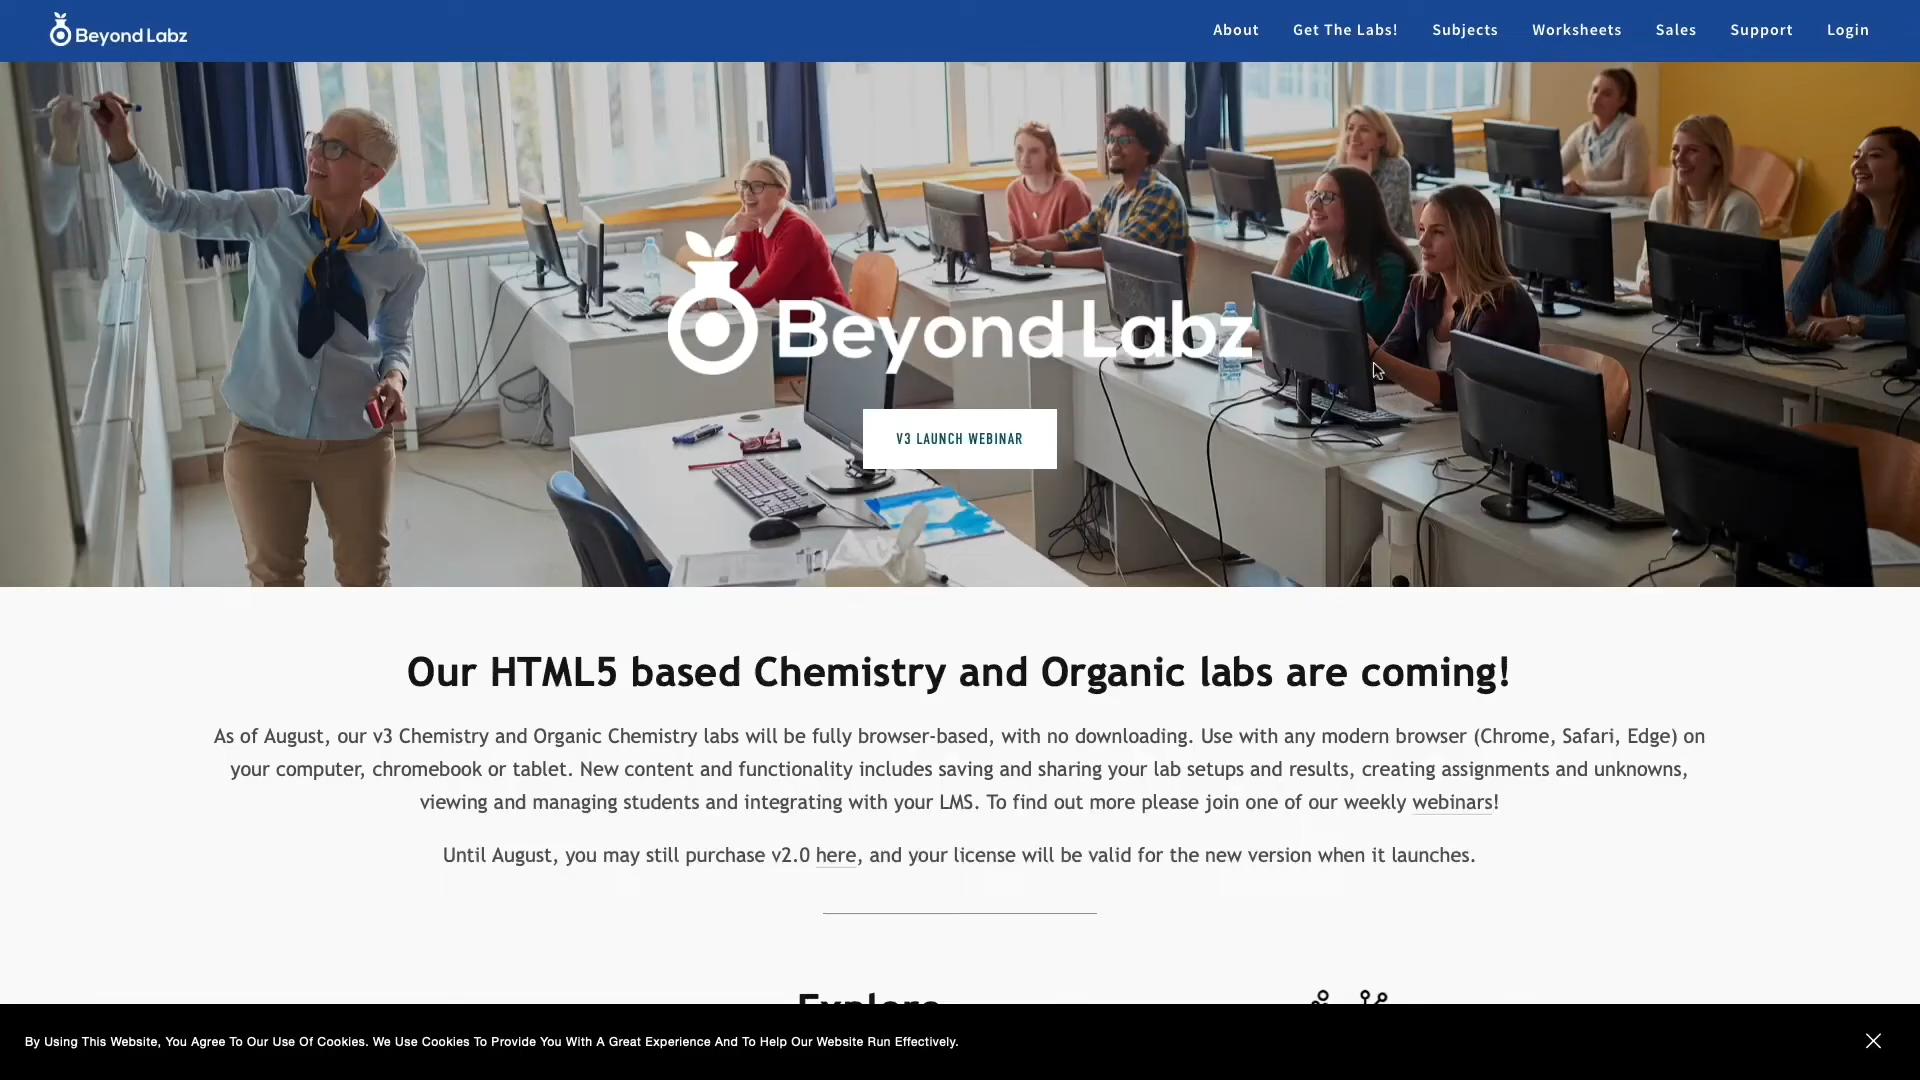 Beyond Labz
About
Get The Labs!
Subjects
Worksheets
Sales
Support
Login
Beyond Labz
V3 LAUNCH WEBINAR
Our HTML5 based Chemistry and Organic labs are coming!
As of August, our v3 Chemistry and Organic Chemistry labs will be fully browser-based, with no downloading. Use with any modern browser (Chrome, Safari, Edge) on
your computer, chromebook or tablet. New content and functionality includes saving and sharing your lab setups and results, creating assignments and unknowns,
viewing and managing students and integrating with your LMS. To find out more please join one of our weekly webinars!
Until August, you may still purchase v2.0 here, and your license will be valid for the new version when it launches.
Explore
By Using This Website, You Agree To Our Use Of Cookies. We Use Cookies To Provide You With A Great Experience And To Help Our Website Run Effectively.